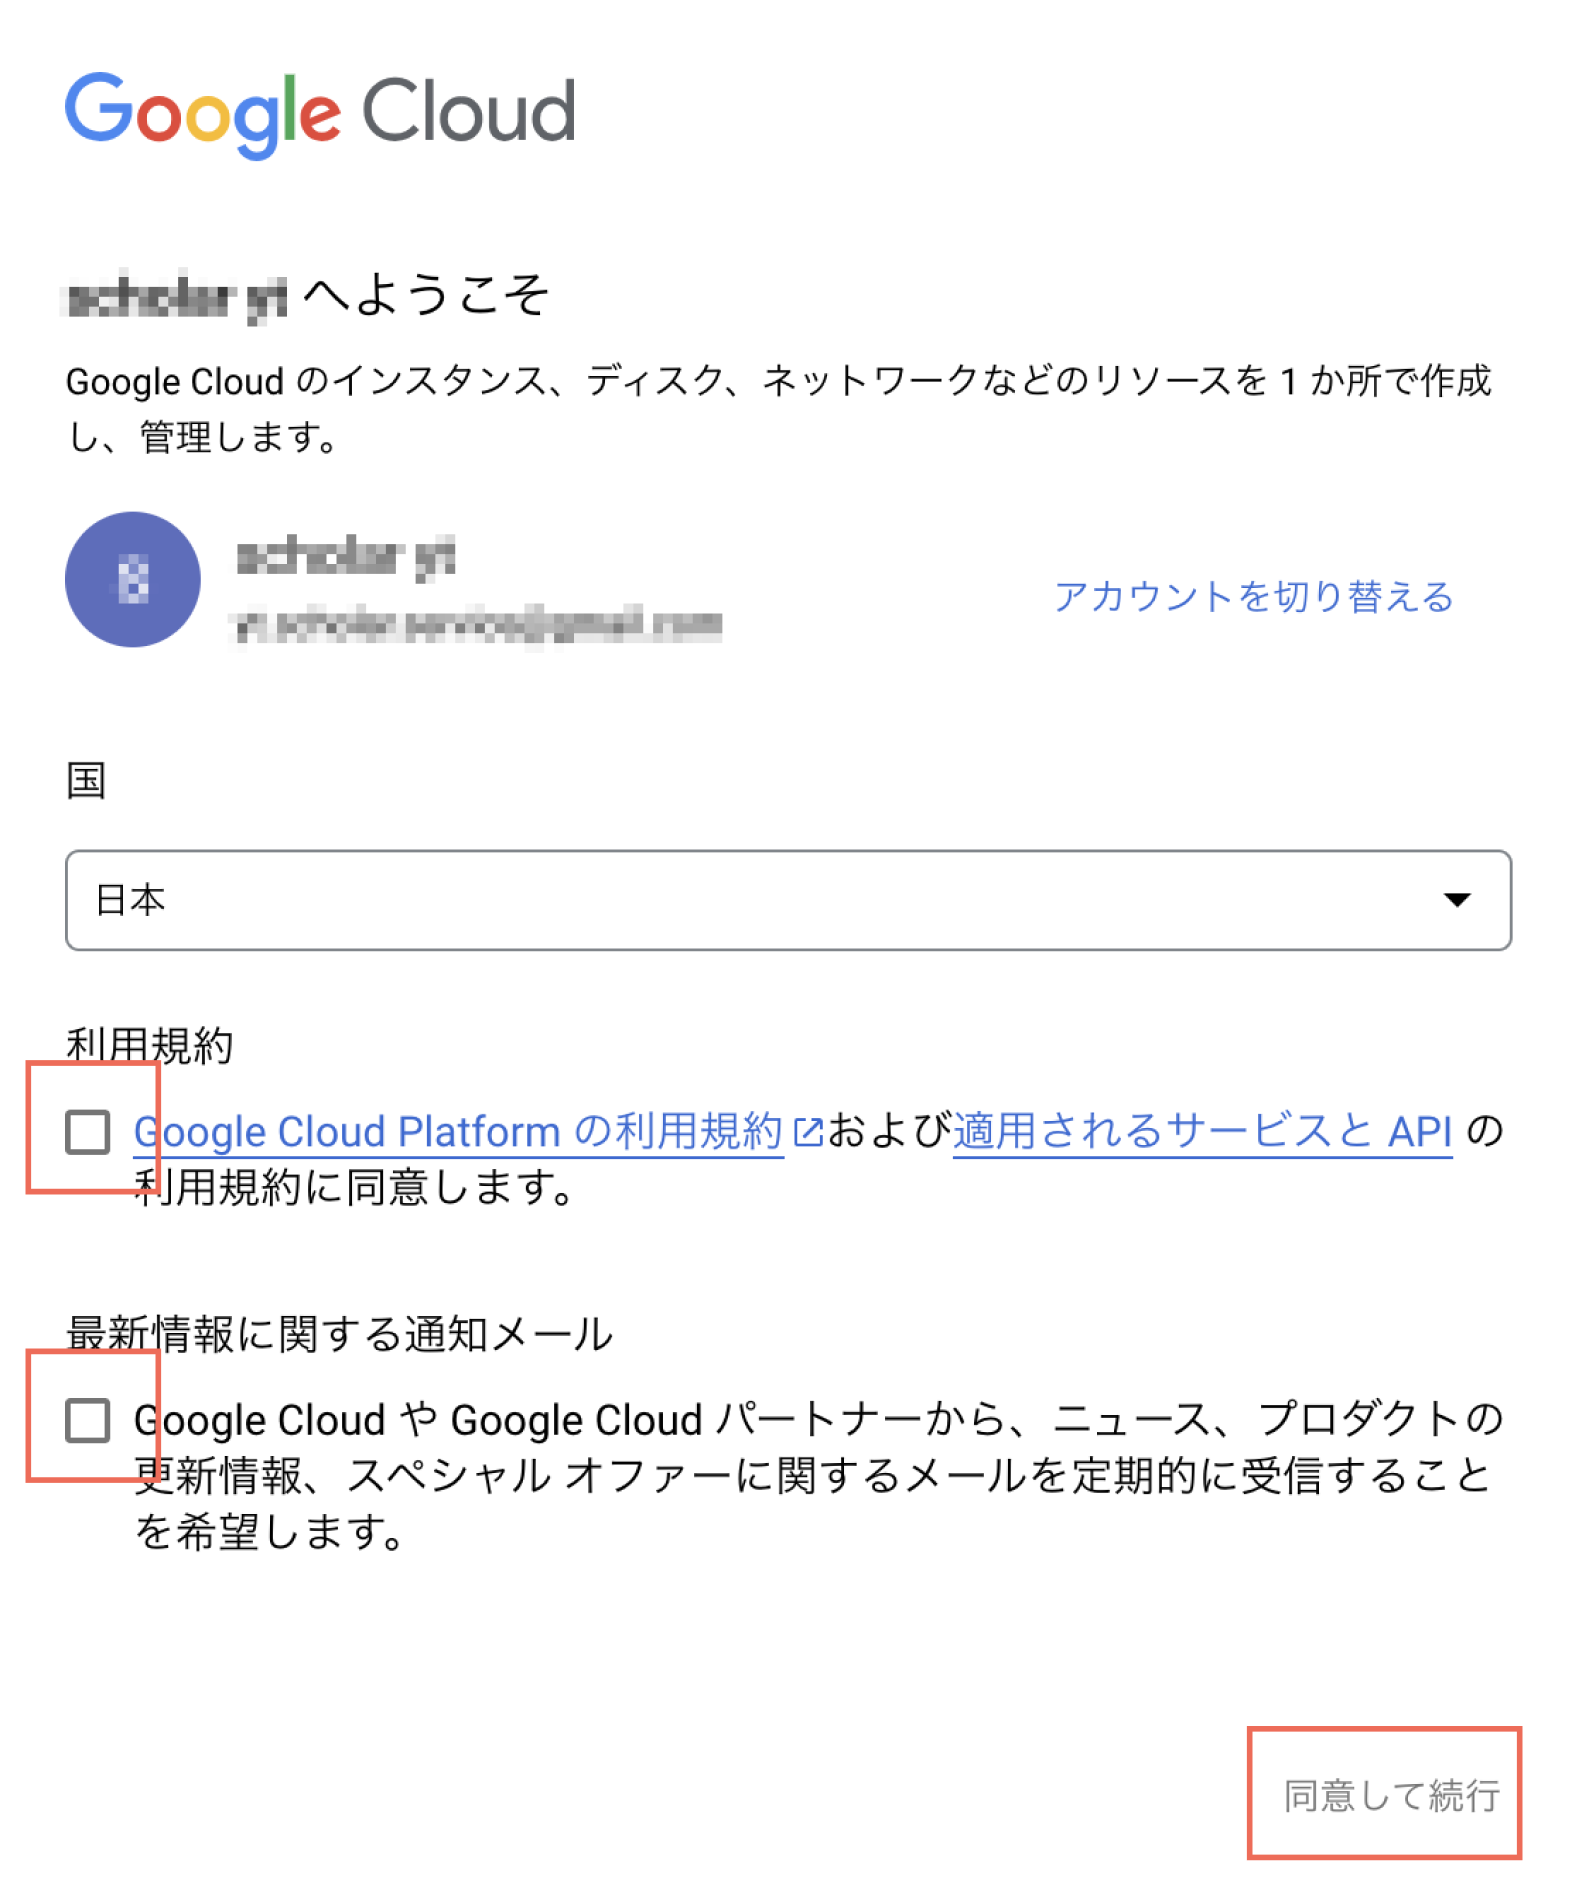 Google Cloud
へようこそ
Google Cloud のインスタンス、ディスク、ネットワークなどのリソースを 1 か所で作成
し、管理します。
アカウントを切り替える
国
日本
利用規約
Google Cloud Platform の利用規約および適用されるサービスと API の
利用規約に同意します。
最新情報に関する通知メール
Google Cloud や Google Cloud パートナーから、ニュース、プロダクトの
更新情報、スペシャル オファーに関するメールを定期的に受信すること
を希望します。
同意して続行